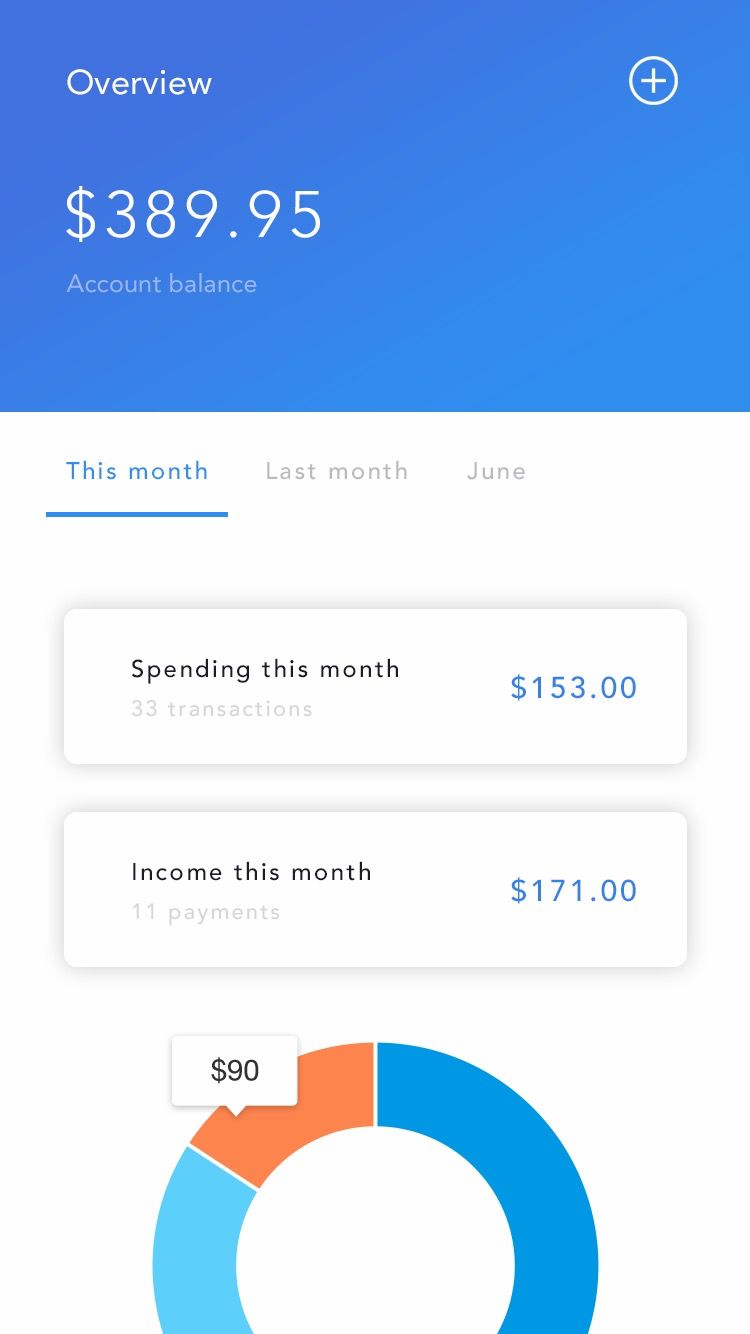 Overview
$389.95
Account balance
This month Last month June
Spending this month
33 transactions
$153.00
Income this month
11 payments
$171.00
$90